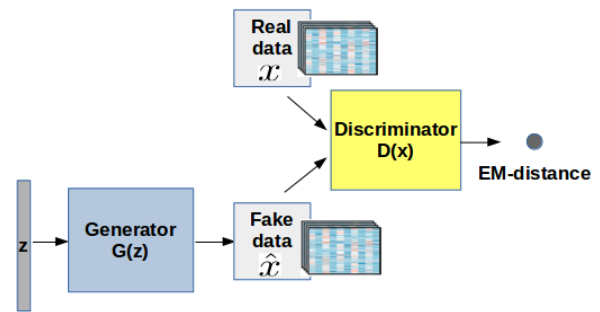 Real
data
x
Discriminator
D(x)
EM-distance
z
Generator
G(z)
Fake
data
x̂